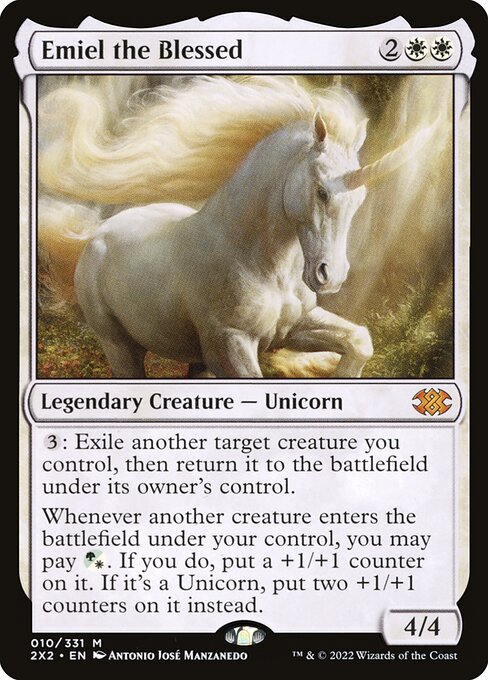 Emiel the Blessed 2
Legendary Creature — Unicorn
3: Exile another target creature you
control, then return it to the battlefield
under its owner's control.
Whenever another creature enters the
battlefield under your control, you may
pay . If you do, put a +1/+1 counter
on it. If it's a Unicorn, put two +1/+1
counters on it instead.
4/4
010/331 M
2X2 • EN Antonio José Manzanedo ™ & © 2022 Wizards of the Coast